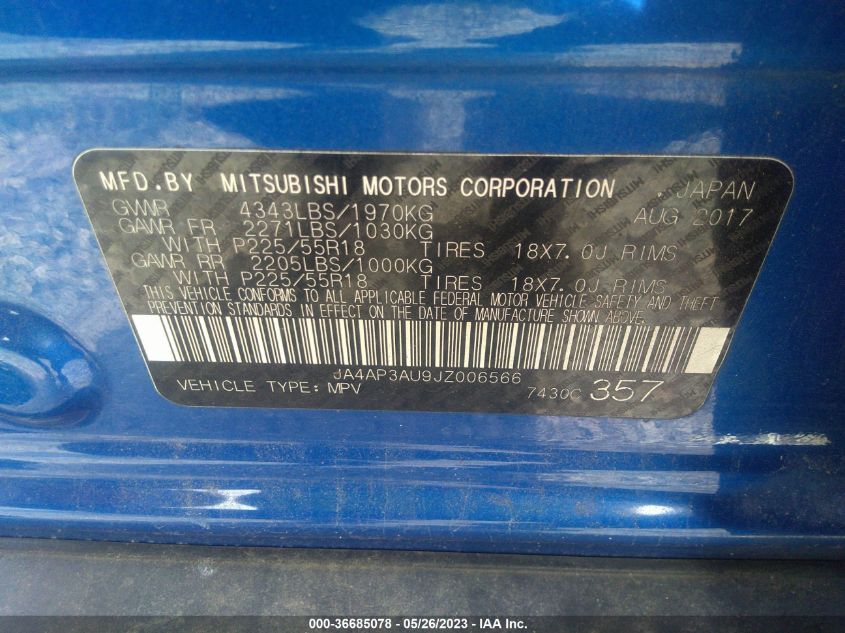 MFD.BY MITSUBISHI MOTORS CORPORATION JAPAN
GVWR 4343LBS/1970KG AUG 2017
GAWR FR 2271LBS/1030KG
WITH P225/55R18 TIRES 18X7.0J RIMS
GAWR RR 2205LBS/1000KG
WITH P225/55R18 TIRES 18X7.0J RIMS
THIS VEHICLE CONFORMS TO ALL APPLICABLE FEDERAL MOTOR VEHICLE SAFETY AND THEFT
PREVENTION STANDARDS IN EFFECT ON THE DATE OF MANUFACTURE SHOWN ABOVE.
JA4AP3AU9JZ006566
VEHICLE TYPE: MPV 7430C 357
000-36685078 - 05/26/2023 - IAA Inc.